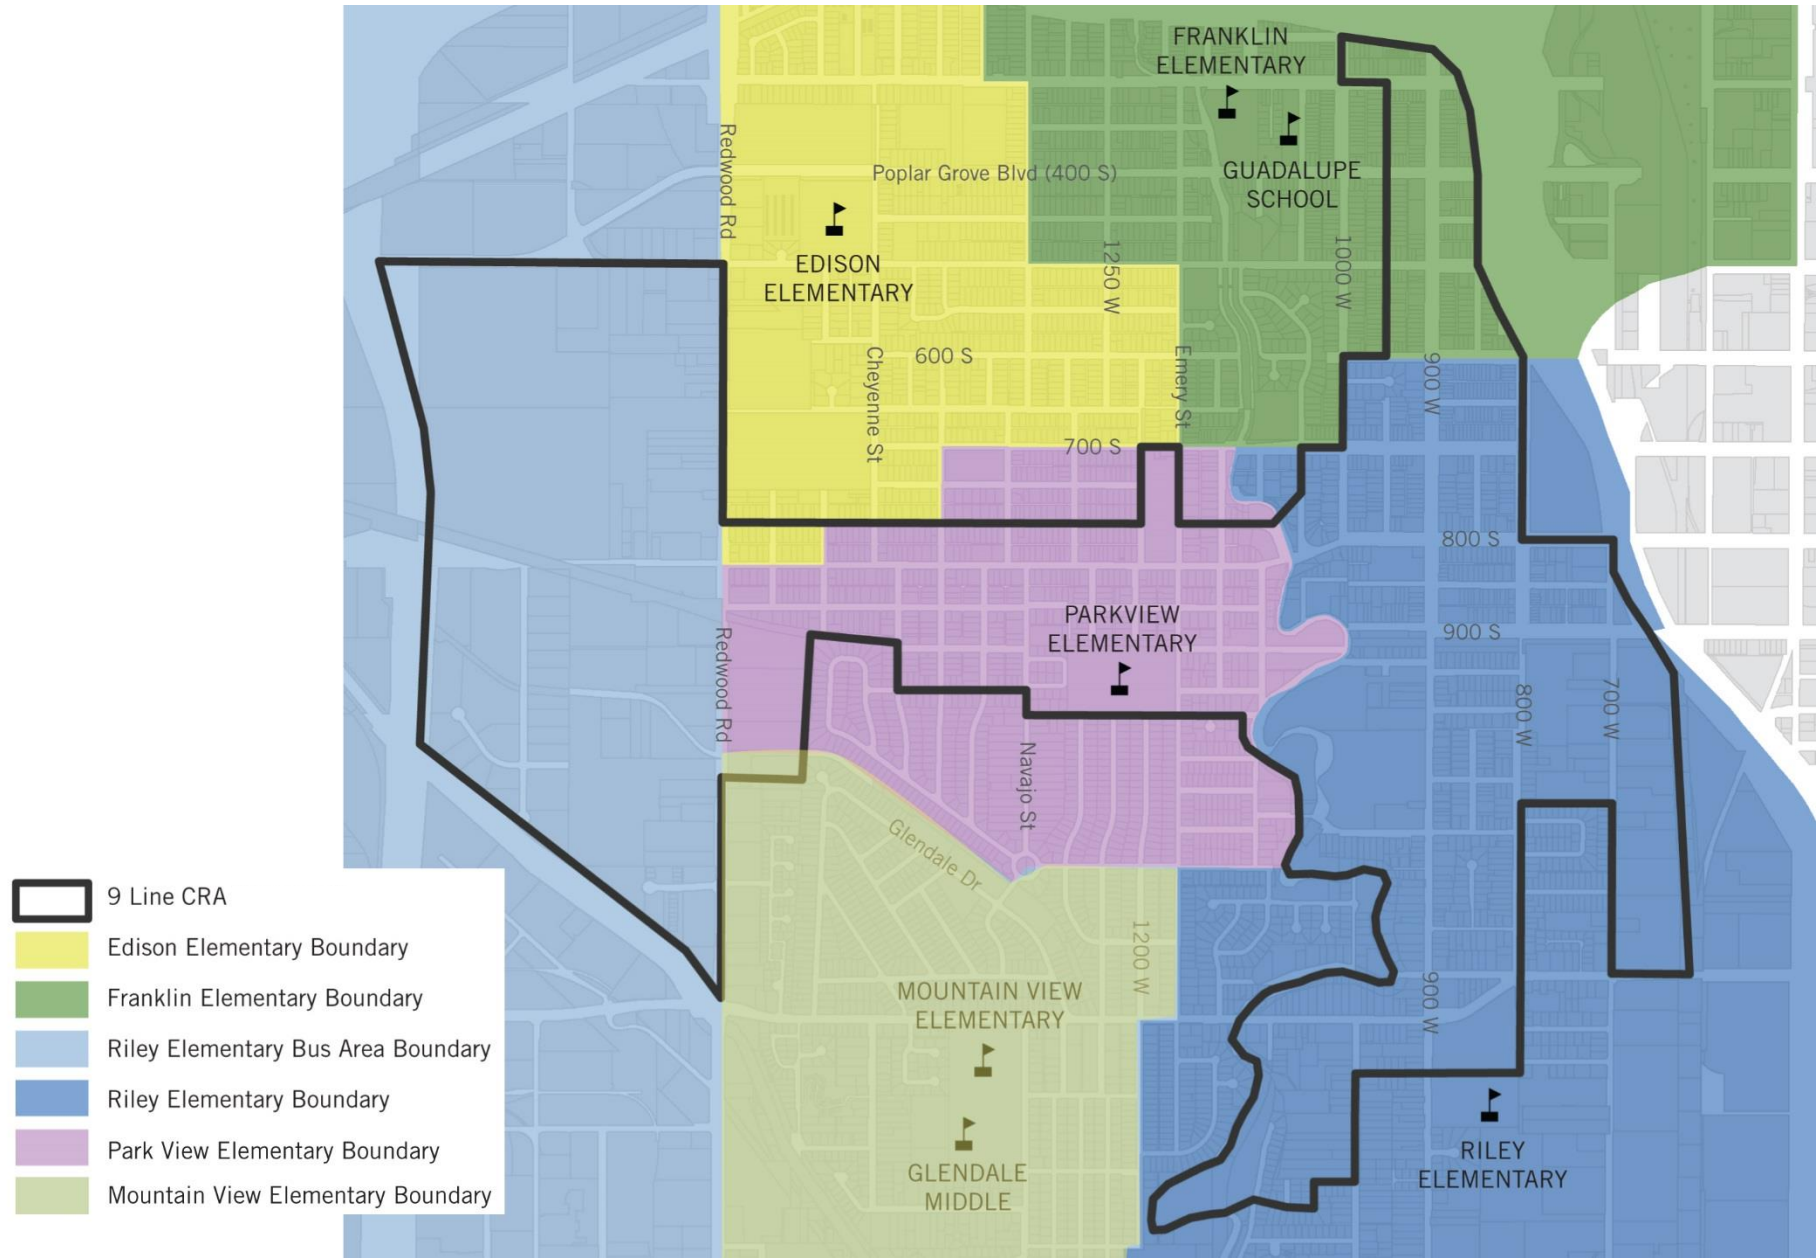 FRANKLIN
ELEMENTARY
GUADALUPE
SCHOOL
Redwood Rd
Poplar Grove Blvd (400 S)
EDISON
ELEMENTARY
1250 W
1000 W
Cheyenne St
600 S
Emery St
900 W
700 S
800 S
PARKVIEW
ELEMENTARY
900 S
Redwood Rd
Navajo St
800 W
700 W
Glendale Dr
1200 W
900 W
MOUNTAIN VIEW
ELEMENTARY
GLENDALE
MIDDLE
RILEY
ELEMENTARY
9 Line CRA
Edison Elementary Boundary
Franklin Elementary Boundary
Riley Elementary Bus Area Boundary
Riley Elementary Boundary
Park View Elementary Boundary
Mountain View Elementary Boundary